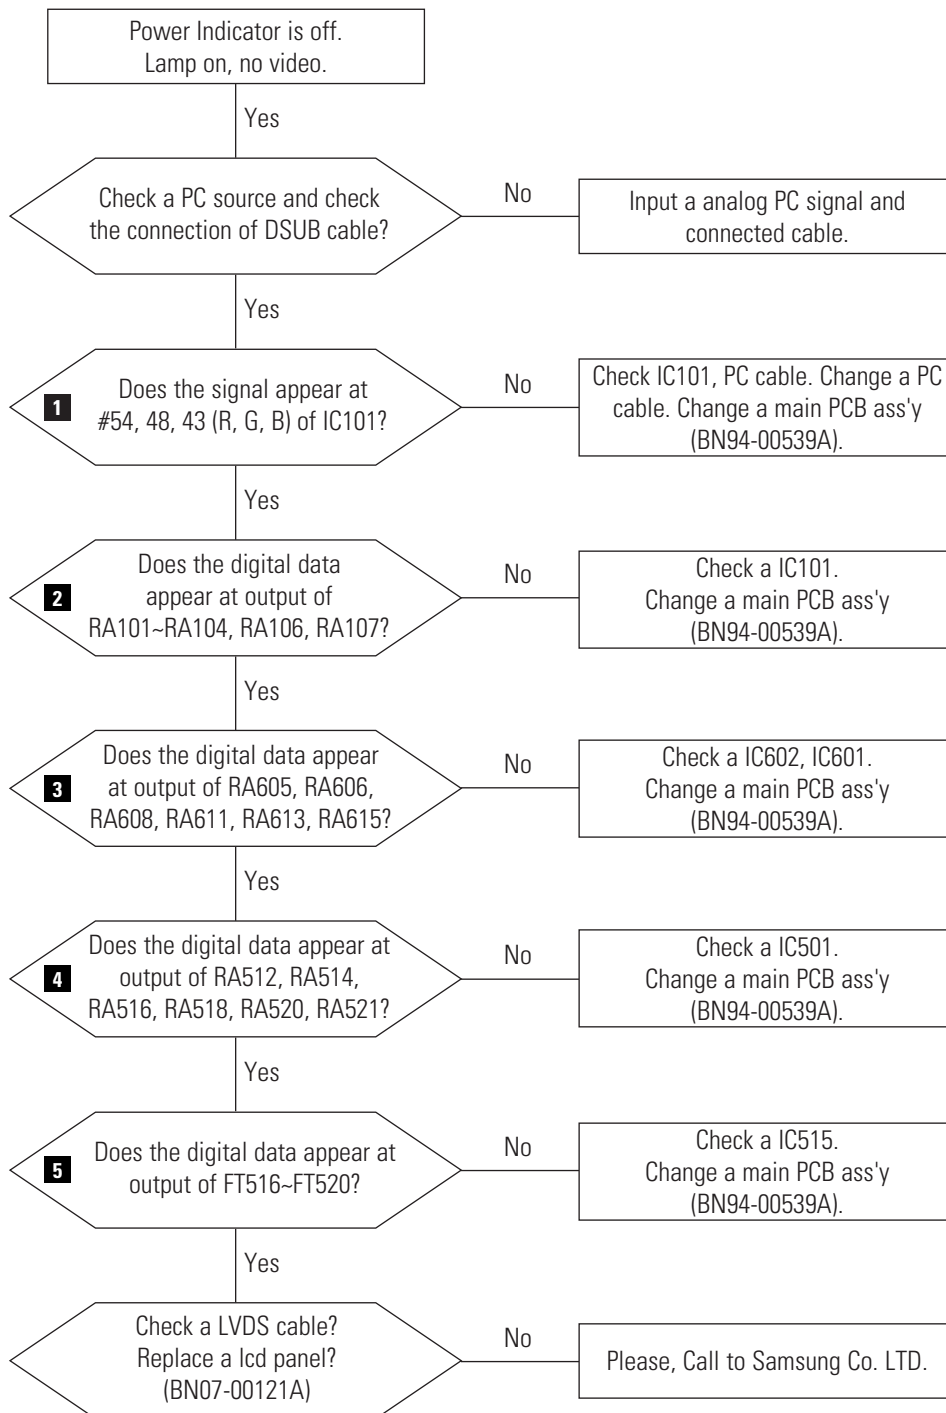 Power Indicator is off.
Lamp on, no video.
Yes
Check a PC source and check
the connection of DSUB cable?
No
Input a analog PC signal and
connected cable.
Yes
1
Does the signal appear at
#54, 48, 43 (R, G, B) of IC101?
No
Check IC101, PC cable. Change a PC
cable. Change a main PCB ass'y
(BN94-00539A).
Yes
2
Does the digital data
appear at output of
RA101~RA104, RA106, RA107?
No
Check a IC101.
Change a main PCB ass'y
(BN94-00539A).
Yes
3
Does the digital data appear
at output of RA605, RA606,
RA608, RA611, RA613, RA615?
No
Check a IC602, IC601.
Change a main PCB ass'y
(BN94-00539A).
Yes
4
Does the digital data appear at
output of RA512, RA514,
RA516, RA518, RA520, RA521?
No
Check a IC501.
Change a main PCB ass'y
(BN94-00539A).
Yes
5
Does the digital data appear at
output of FT516~FT520?
No
Check a IC515.
Change a main PCB ass'y
(BN94-00539A).
Yes
Check a LVDS cable?
Replace a lcd panel?
(BN07-00121A)
No
Please, Call to Samsung Co. LTD.